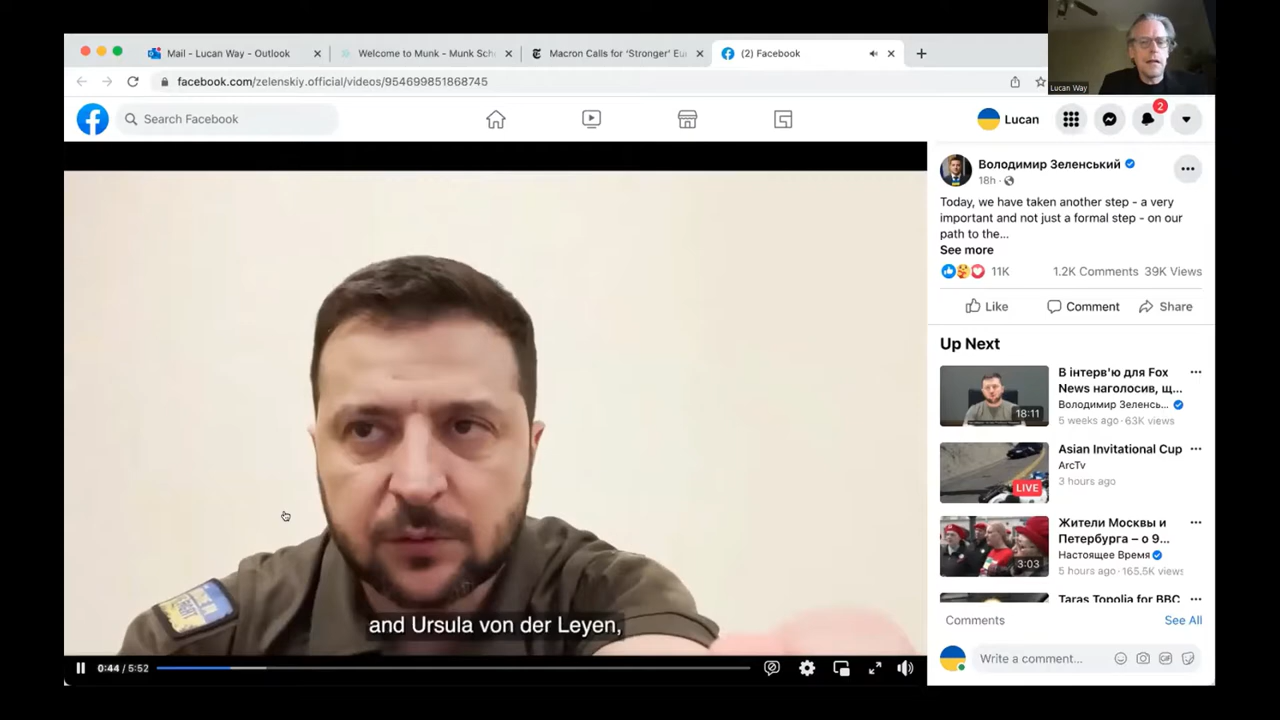 Mail - Lucan Way - Outlook
Welcome to Munk - Munk Sch
Macron Calls for 'Stronger' Eu
(2) Facebook
facebook.com/zelenskiy.official/videos/954699851868745
Lucan Way
Search Facebook
Lucan
2
Володимир Зеленський
18h
Today, we have taken another step - a very
important and not just a formal step - on our
path to the...
See more
11K
1.2K Comments 39K Views
Like
Comment
Share
Up Next
В інтерв'ю для Fox
News наголосив, щ...
Володимир Зеленсь...
5 weeks ago · 63K views
18:11
Asian Invitational Cup
ArcTv
3 hours ago
LIVE
Жители Москвы и
Петербурга – о 9...
Настоящее Время
5 hours ago · 165.5K views
3:03
Taras Topolia for BBC
and Ursula von der Leyen,
0:44 / 5:52
Comments
See All
Write a comment...